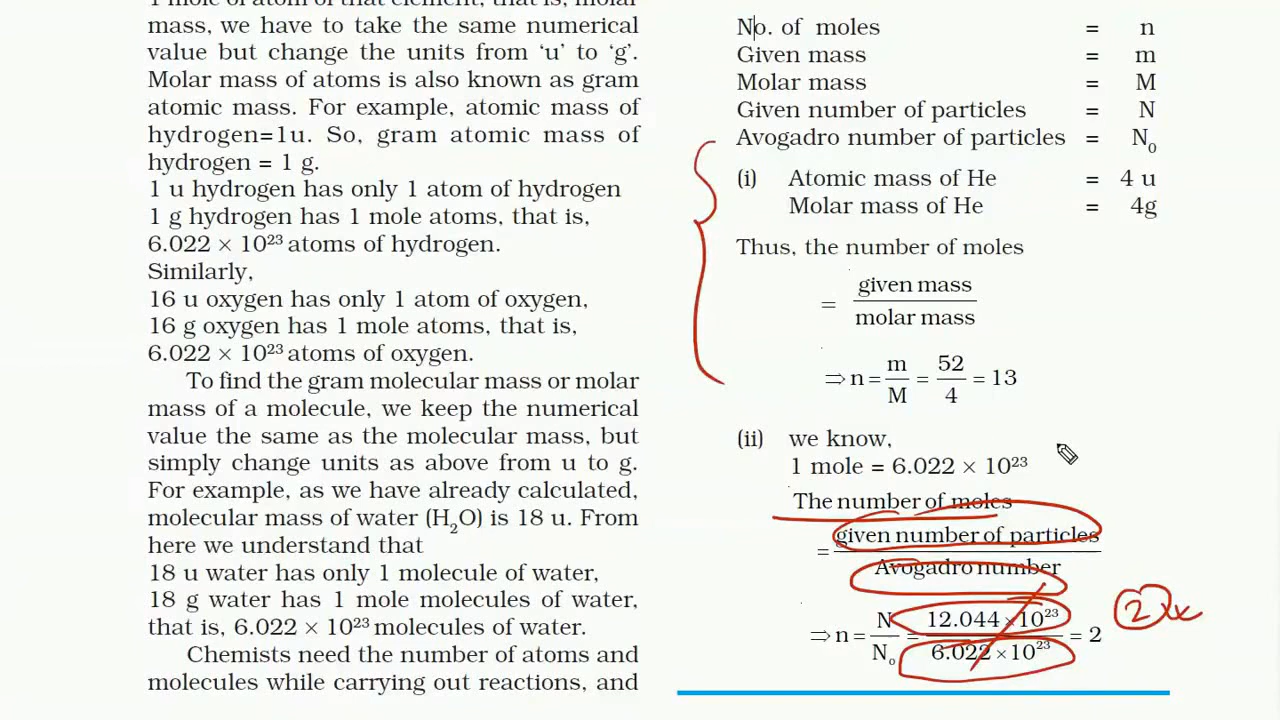 1 mole of atom of that element, that is, molar
mass, we have to take the same numerical
value but change the units from ‘u’ to ‘g’.
Molar mass of atoms is also known as gram
atomic mass. For example, atomic mass of
hydrogen=1u. So, gram atomic mass of
hydrogen = 1 g.
1 u hydrogen has only 1 atom of hydrogen
1 g hydrogen has 1 mole atoms, that is,
6.022 × 10²³ atoms of hydrogen.
Similarly,
16 u oxygen has only 1 atom of oxygen,
16 g oxygen has 1 mole atoms, that is,
6.022 × 10²³ atoms of oxygen.
To find the gram molecular mass or molar
mass of a molecule, we keep the numerical
value the same as the molecular mass, but
simply change units as above from u to g.
For example, as we have already calculated,
molecular mass of water (H₂O) is 18 u. From
here we understand that
18 u water has only 1 molecule of water,
18 g water has 1 mole molecules of water,
that is, 6.022 × 10²³ molecules of water.
Chemists need the number of atoms and
molecules while carrying out reactions, and
No. of moles = n
Given mass = m
Molar mass = M
Given number of particles = N
Avogadro number of particles = N₀
(i) Atomic mass of He = 4 u
Molar mass of He = 4g
Thus, the number of moles
= given mass
molar mass
⇒ n = m/M = 52/4 = 13
(ii) we know,
1 mole = 6.022 × 10²³
The number of moles
= given number of particles
Avogadro number
⇒ n = N/N₀ = 12.044 × 10²³/6.022 × 10²³ = 2
2